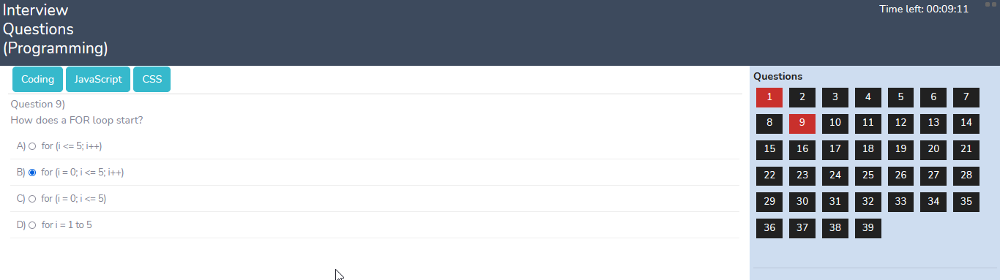 Interview
Questions
(Programming)
Time left: 00:09:11
Coding JavaScript CSS
Question 9)
How does a FOR loop start?
A) for (i <= 5; i++)
B) for (i = 0; i <= 5; i++)
C) for (i = 0; i <= 5)
D) for i = 1 to 5
Questions
1 2 3 4 5 6 7
8 9 10 11 12 13 14
15 16 17 18 19 20 21
22 23 24 25 26 27 28
29 30 31 32 33 34 35
36 37 38 39